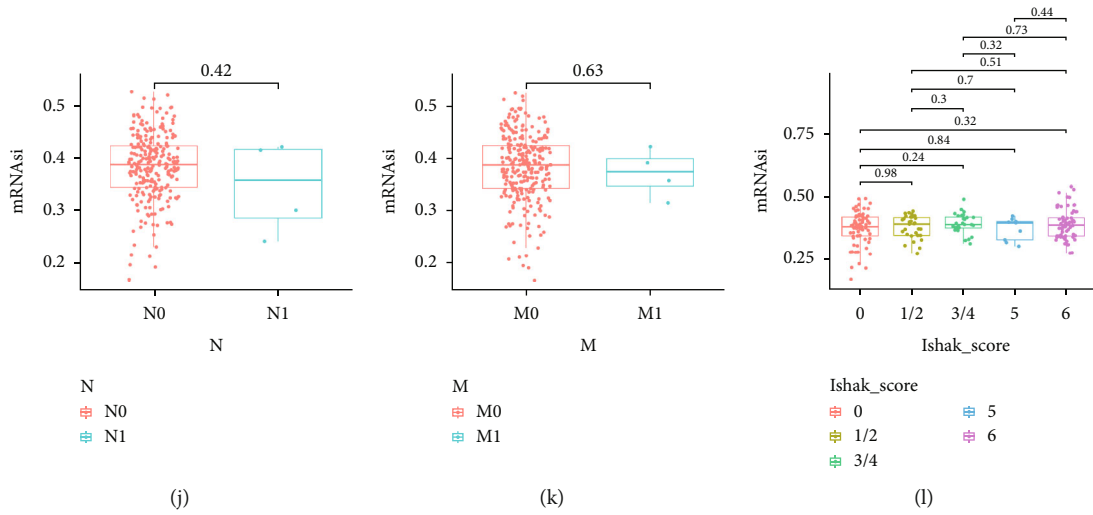 0.42
0.5
0.4
0.3
0.2
mRNAsi
N0 N1
N
N
N0
N1
(j)
0.63
0.5
0.4
0.3
0.2
mRNAsi
M0 M1
M
M
M0
M1
(k)
0.44
0.73
0.32
0.51
0.7
0.3
0.32
0.84
0.24
0.98
0.75
0.50
0.25
mRNAsi
0 1/2 3/4 5 6
Ishak_score
Ishak_score
0 5
1/2 6
3/4
(l)